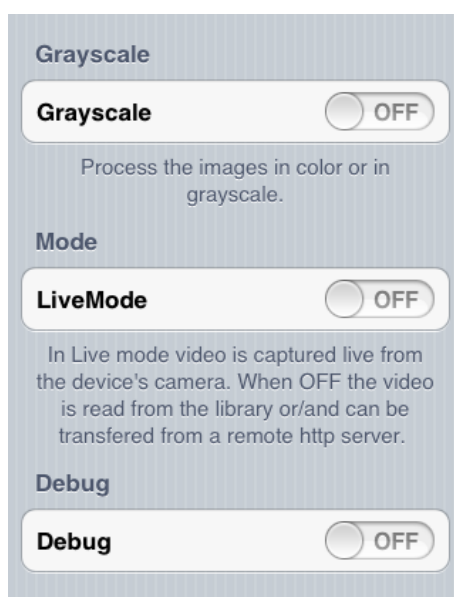 Grayscale
Grayscale OFF
Process the images in color or in
grayscale.
Mode
LiveMode OFF
In Live mode video is captured live from
the device's camera. When OFF the video
is read from the library or/and can be
transfered from a remote http server.
Debug
Debug OFF